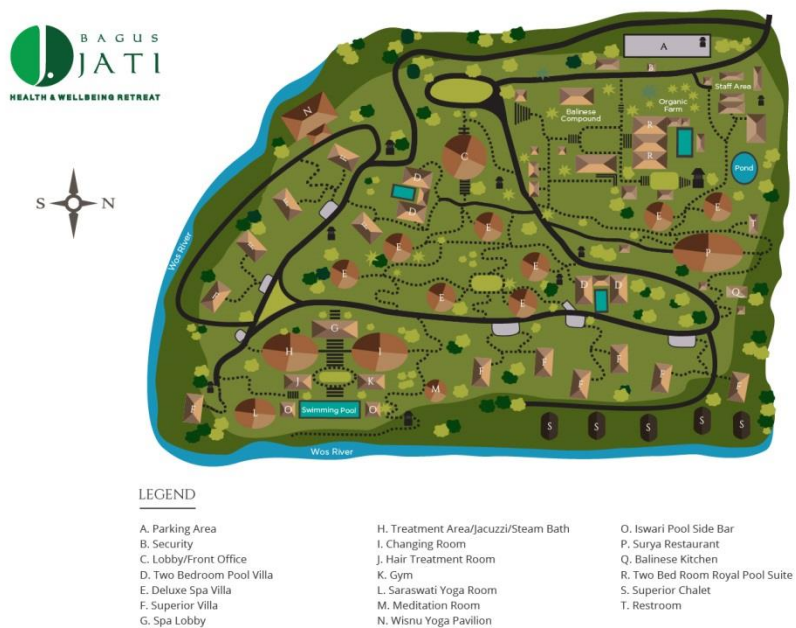 J.
BAGUS
JATI
HEALTH & WELLBEING RETREAT
S N
A
Staff Area
Organic
Farm
Balinese
Compound
N
R
C
R
Pond
D
D
E
E
E
T
E
P
E
E
D D
Q
E
E
G
H I
F
F
F
J K
F
F
F
M
L O Swimming Pool O
S S S S S
Wos River
Wos River
LEGEND
A. Parking Area
B. Security
C. Lobby/Front Office
D. Two Bedroom Pool Villa
E. Deluxe Spa Villa
F. Superior Villa
G. Spa Lobby
H. Treatment Area/Jacuzzi/Steam Bath
I. Changing Room
J. Hair Treatment Room
K. Gym
L. Saraswati Yoga Room
M. Meditation Room
N. Wisnu Yoga Pavilion
O. Iswari Pool Side Bar
P. Surya Restaurant
Q. Balinese Kitchen
R. Two Bed Room Royal Pool Suite
S. Superior Chalet
T. Restroom